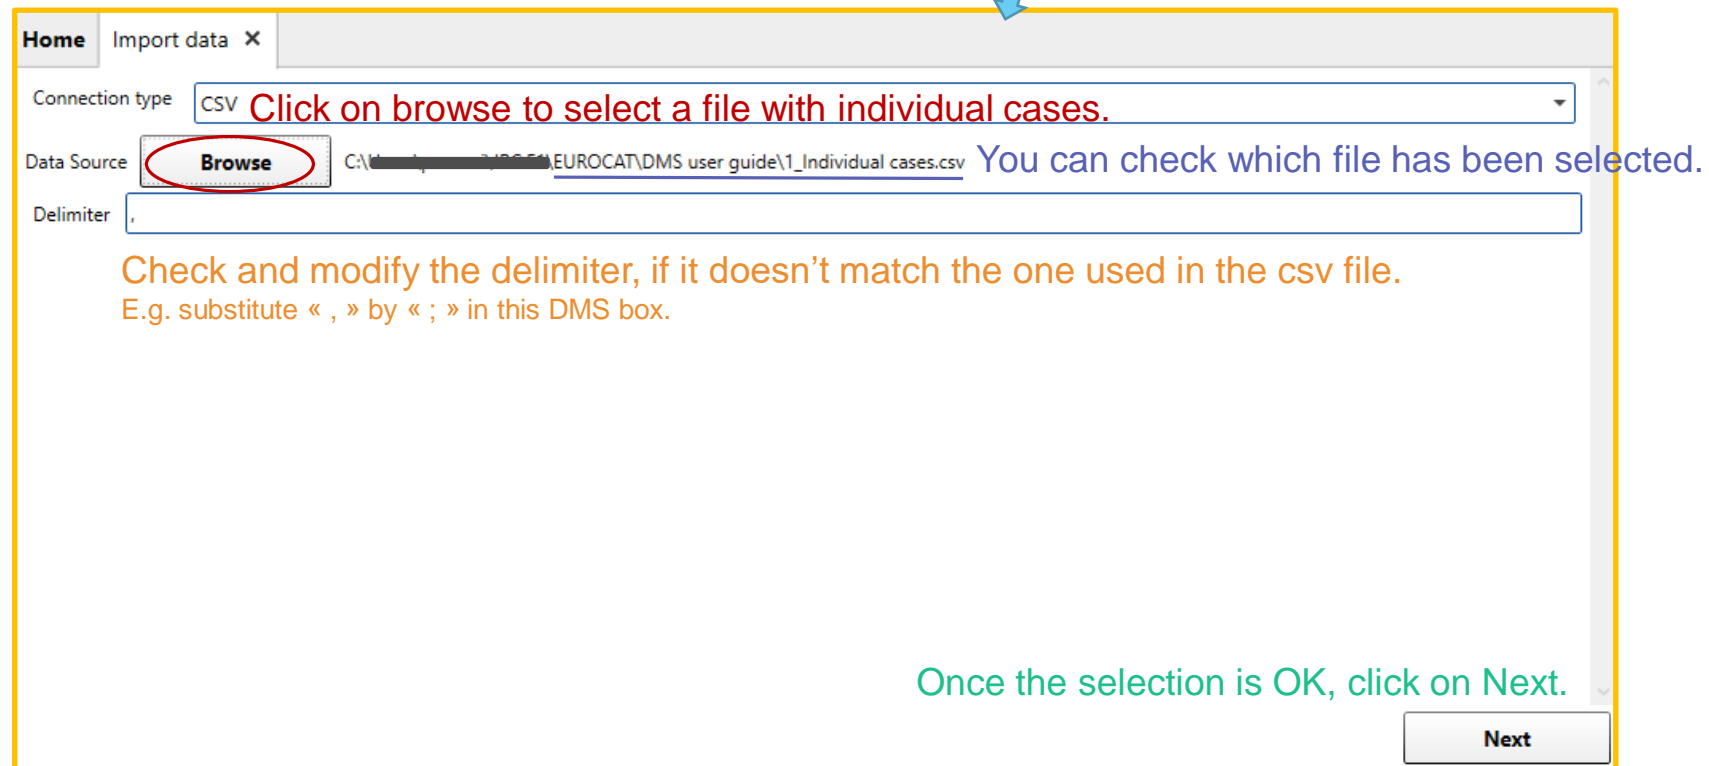 Home Import data ×
Connection type CSV Click on browse to select a file with individual cases.
Data Source Browse C:\ EUROCAT\DMS user guide\1_Individual cases.csv You can check which file has been selected.
Delimiter ,
Check and modify the delimiter, if it doesn’t match the one used in the csv file.
E.g. substitute « , » by « ; » in this DMS box.
Once the selection is OK, click on Next.
Next